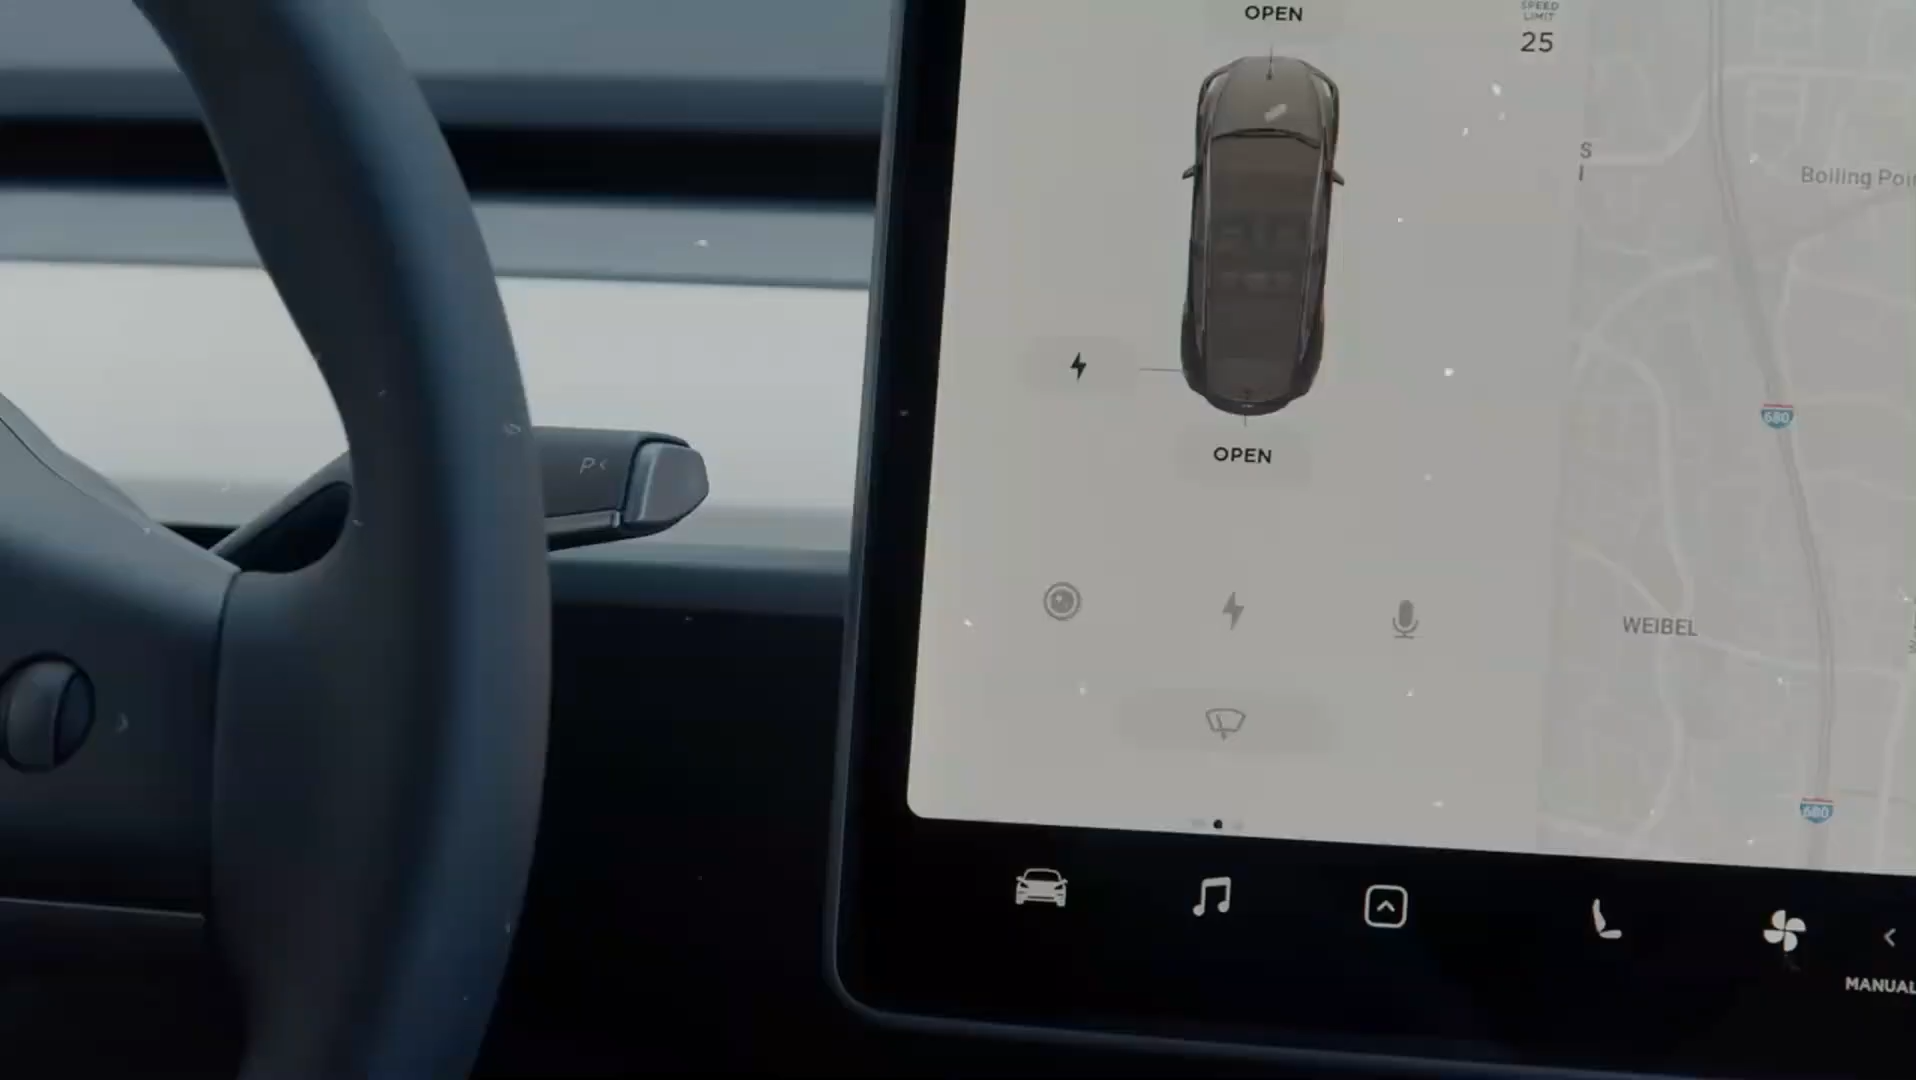 OPEN
SPEED
LIMIT
25
S
Boiling Poi
680
P<
OPEN
WEIBEL
680
MANUAL